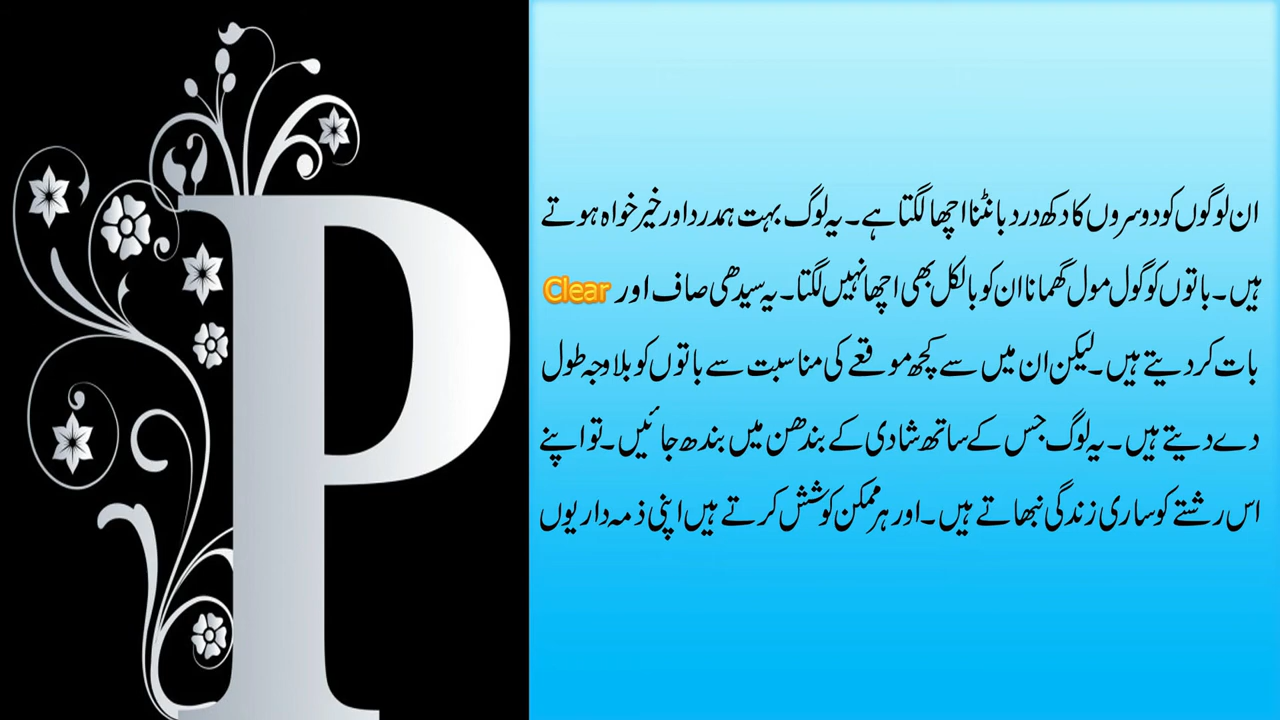 P
ان لوگوں کو دوسروں کا دکھ درد بانٹنا اچھا لگتا ہے۔ یہ لوگ بہت ہمدرد اور خیر خواہ ہوتے
ہیں۔ باتوں کو گول مول گھمانا ان کو بالکل بھی اچھا نہیں لگتا۔ یہ سیدھی صاف اور Clear
بات کر دیتے ہیں۔ لیکن ان میں سے کچھ موقعے کی مناسبت سے باتوں کو بلا وجہ طول
دے دیتے ہیں۔ یہ لوگ جس کے ساتھ شادی کے بندھن میں بندھ جائیں۔ تو اپنے
اس رشتے کو ساری زندگی نبھاتے ہیں۔ اور ہر ممکن کوشش کرتے ہیں اپنی ذمہ داریوں